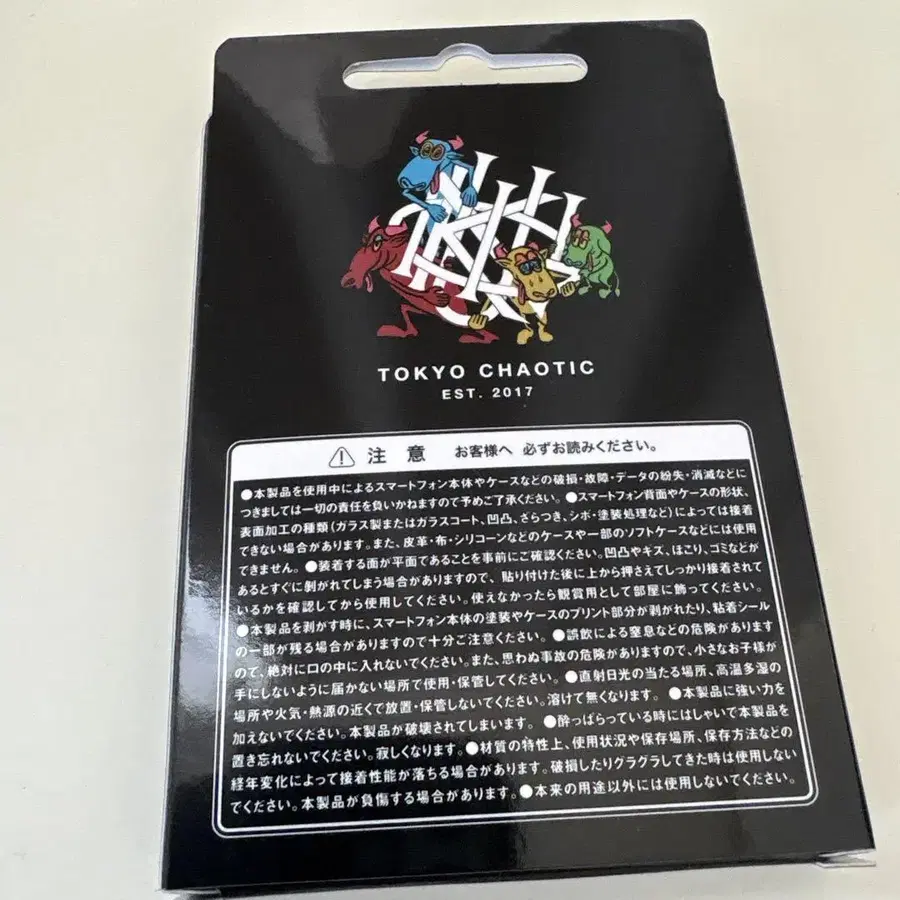 TOKYO CHAOTIC
EST. 2017
注意 お客様へ 必ずお読みください。
●本製品を使用中によるスマートフォン本体やケースなどの破損・故障・データの紛失・消滅などに
つきましては一切の責任を負いかねますので予めご了承ください。●スマートフォン背面やケースの形状、
表面加工の種類(ガラス製またはガラスコート、凹凸、ざらつき、シボ・塗装処理など)によっては接着
できない場合があります。また、皮革・布・シリコーンなどのケースや一部のソフトケースなどには使用
できません。●装着する面が平面であることを事前にご確認ください。凹凸やキズ、ほこり、ゴミなどが
あるとすぐに剝がれてしまう場合がありますので、貼り付けた後に上から押さえてしっかり接着されて
いるかを確認してから使用してください。使えなかったら観賞用として部屋に飾ってください。
●本製品を剝がす時に、スマートフォン本体の塗装やケースのプリント部分が剝がれたり、粘着シール
の一部が残る場合がありますので十分ご注意ください。●誤飲による窒息などの危険があります
ので、絶対に口の中に入れないでください。また、思わぬ事故の危険がありますので、小さなお子様が
手にしないように届かない場所で使用・保管してください。●直射日光の当たる場所、高温多湿の
場所や火気・熱源の近くで放置・保管しないでください。溶けて無くなります。●本製品に強い力を
加えないでください。本製品が破壊されてしまいます。●酔っぱらっている時にはしゃいで本製品を
置き忘れないでください。寂しくなります。●材質の特性上、使用状況や保存場所、保存方法などの
経年変化によって接着性能が落ちる場合があります。破損したりグラグラしてきた時は使用しない
でください。本製品が負傷する場合があります。●本来の用途以外には使用しないでください。